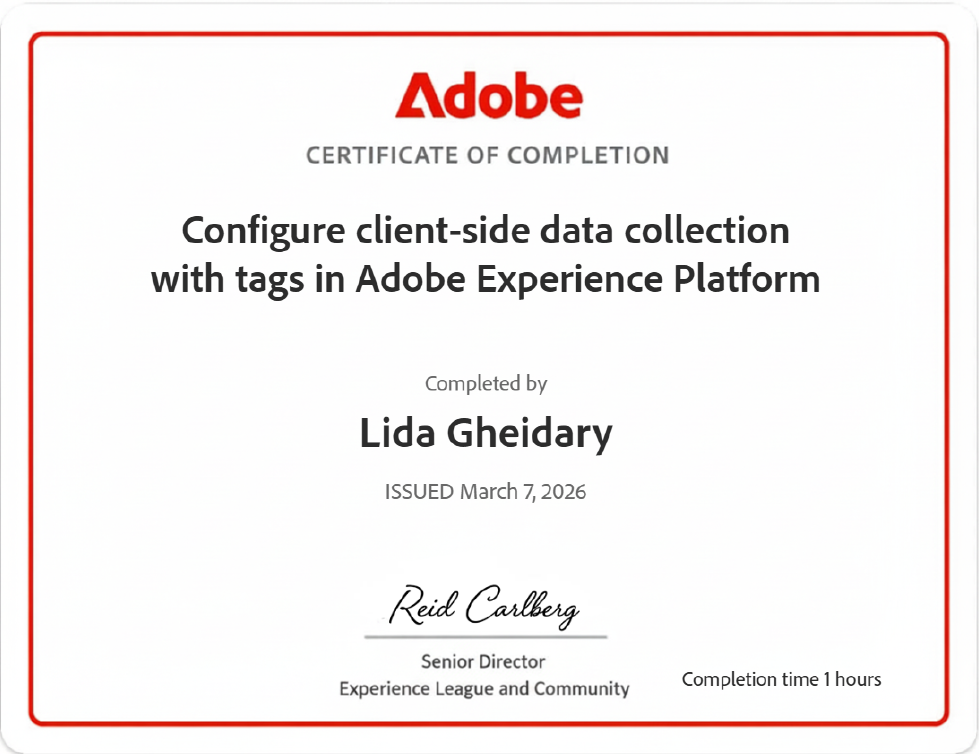 Adobe
CERTIFICATE OF COMPLETION
Configure client-side data collection
with tags in Adobe Experience Platform
Completed by
Lida Gheidary
ISSUED March 7, 2026
Reid Carlberg
Senior Director
Experience League and Community
Completion time 1 hours